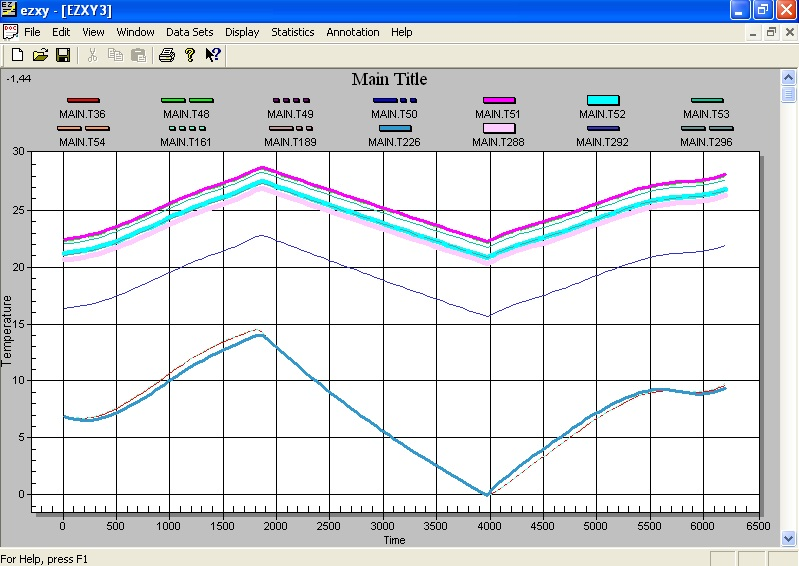 ezxy - [EZXY3]
File Edit View Window Data Sets Display Statistics Annotation Help
-1,44
Main Title
MAIN.T36 MAIN.T48 MAIN.T49 MAIN.T50 MAIN.T51 MAIN.T52 MAIN.T53
MAIN.T54 MAIN.T161 MAIN.T189 MAIN.T226 MAIN.T288 MAIN.T292 MAIN.T296
30
25
20
15
10
5
0
Temperature
0 500 1000 1500 2000 2500 3000 3500 4000 4500 5000 5500 6000 6500
Time
For Help, press F1